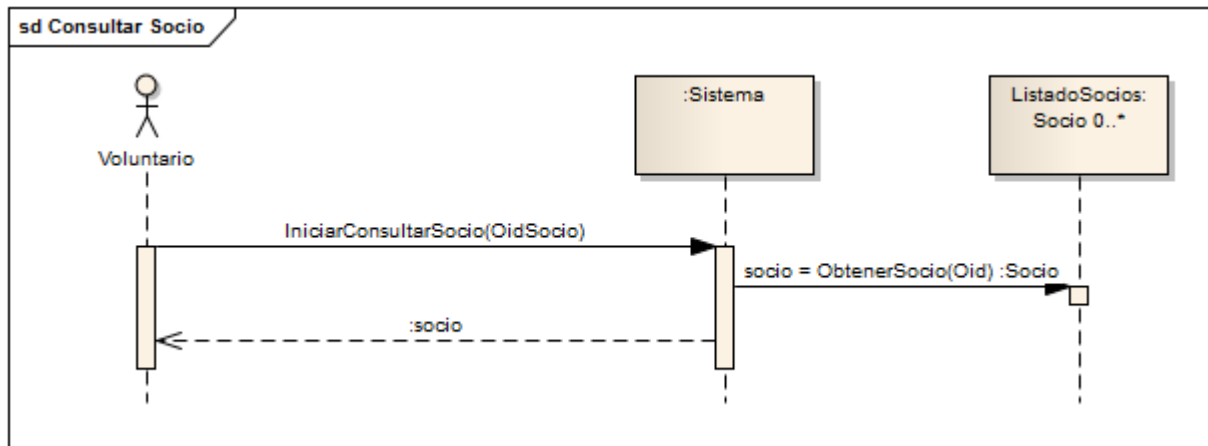 sd Consultar Socio
Voluntario
:Sistema
ListadoSocios:
Socio 0..*
IniciarConsultarSocio(OidSocio)
socio = ObtenerSocio(Oid) :Socio
:socio